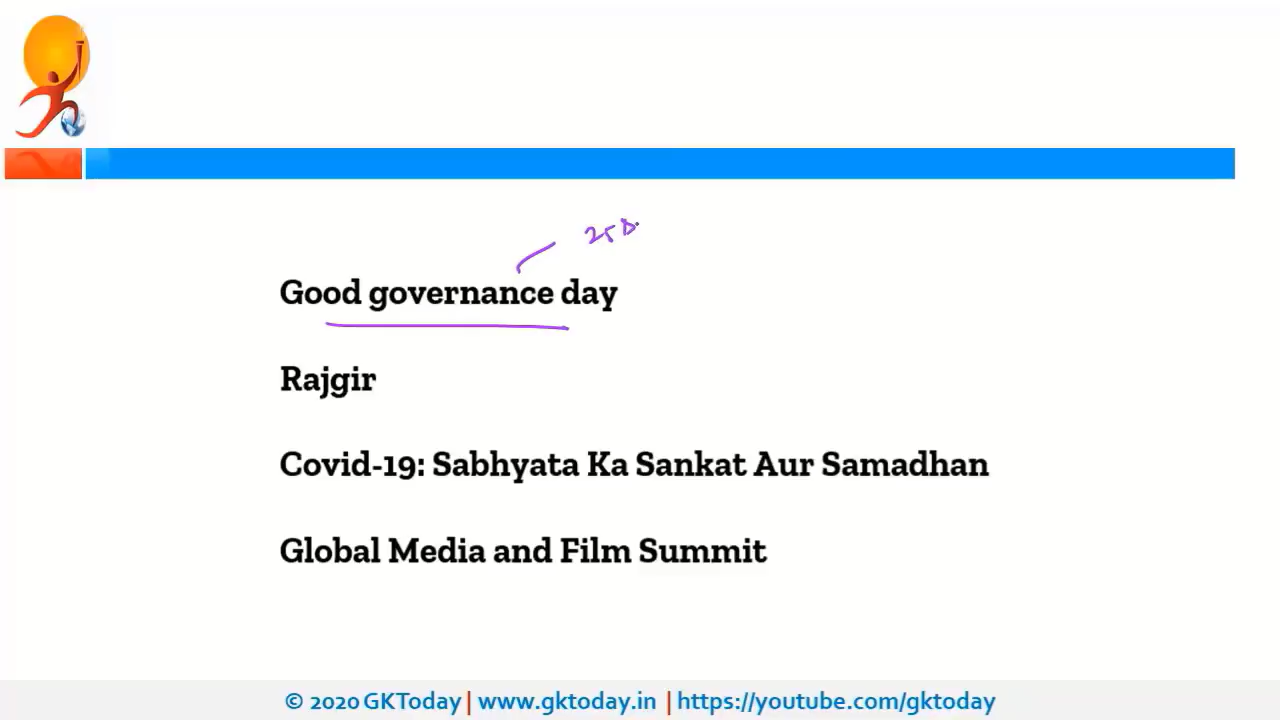 25 D
Good governance day
Rajgir
Covid-19: Sabhyata Ka Sankat Aur Samadhan
Global Media and Film Summit
© 2020 GKToday | www.gktoday.in | https://youtube.com/gktoday